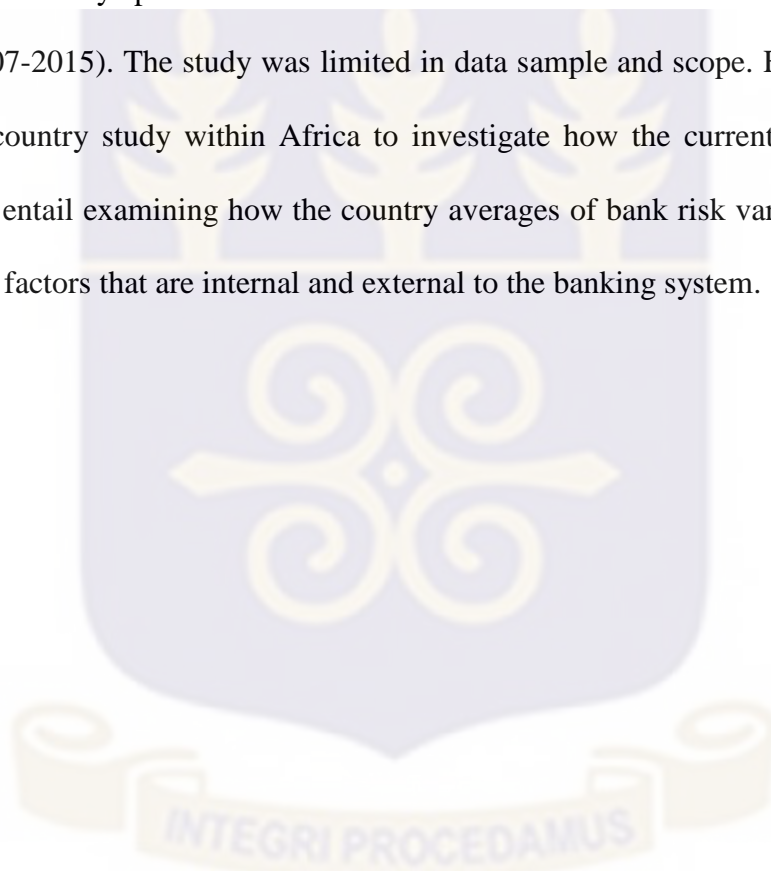 07-2015). The study was limited in data sample and scope.
country study within Africa to investigate how the current
entail examining how the country averages of bank risk
factors that are internal and external to the banking system.
INTEGRI PROCEDAMUS